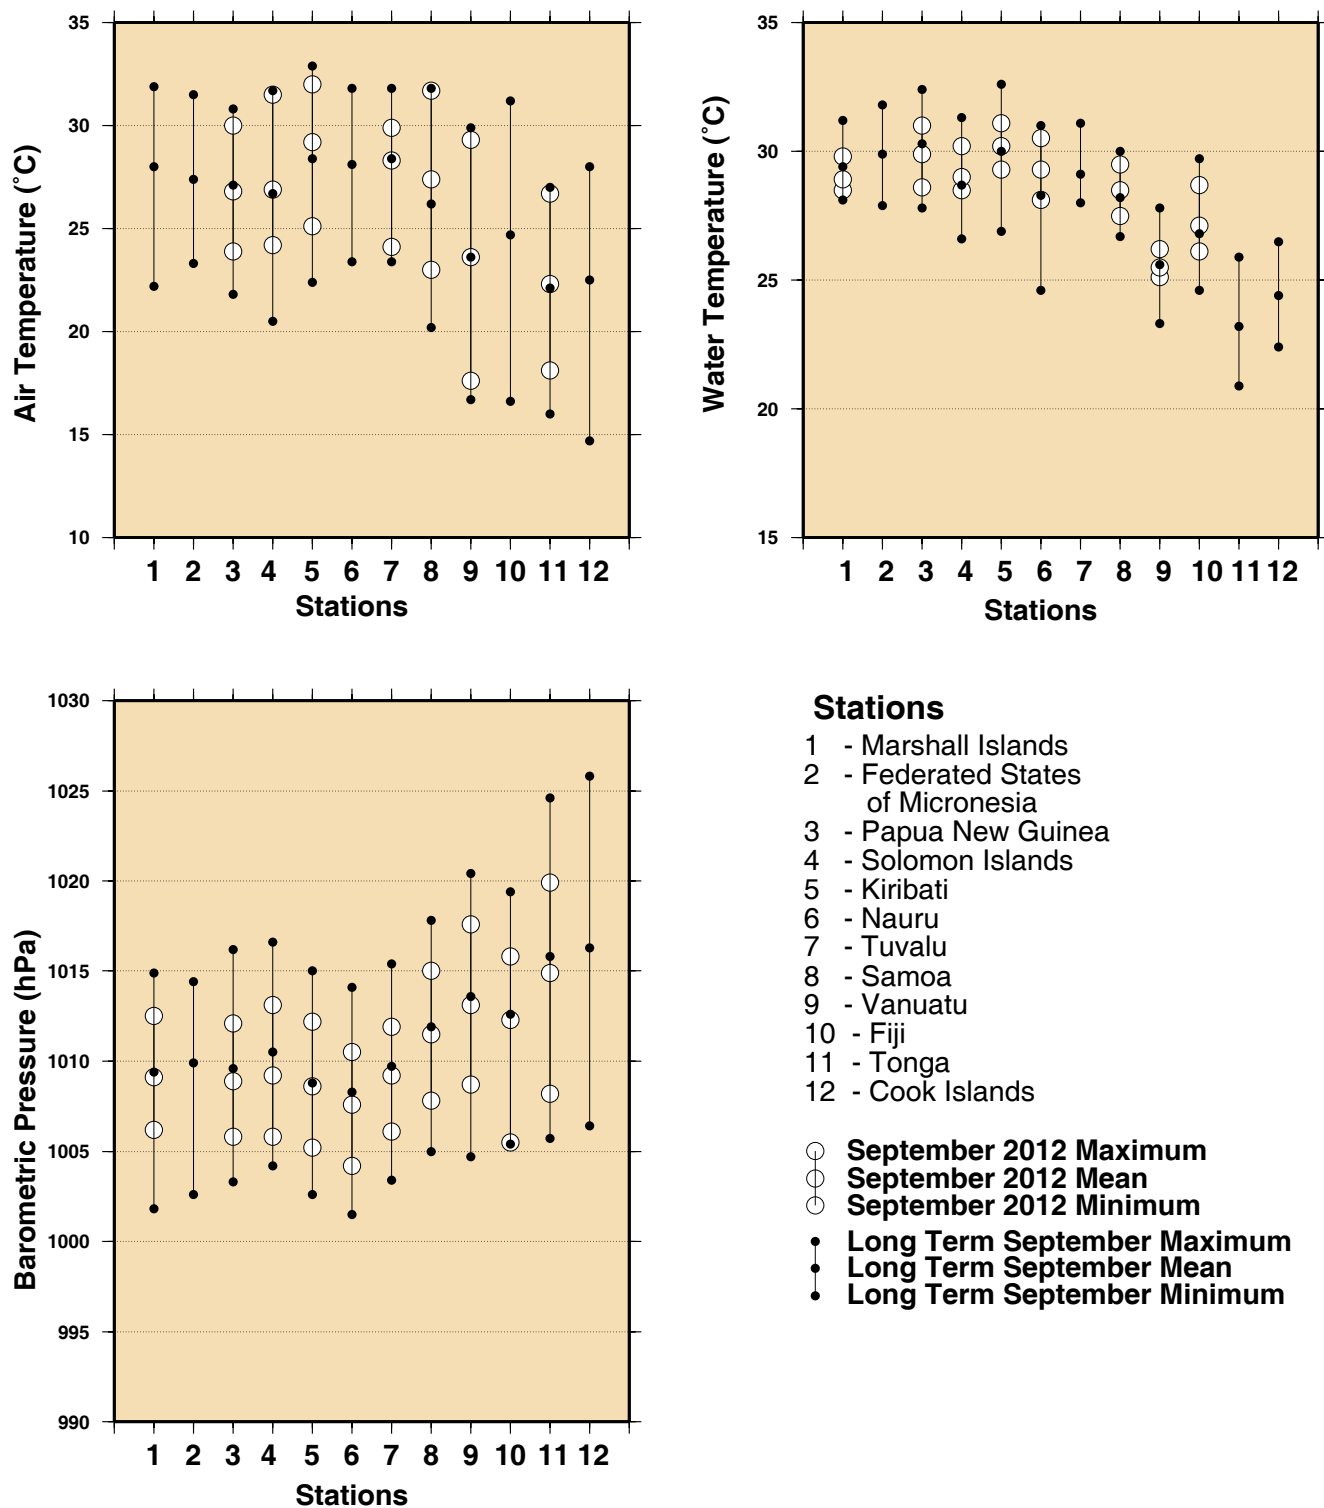 35
30
25
20
15
10
Air Temperature (˚C)
1 2 3 4 5 6 7 8 9 10 11 12
Stations
35
30
25
20
15
Water Temperature (˚C)
1 2 3 4 5 6 7 8 9 10 11 12
Stations
1030
1025
1020
1015
1010
1005
1000
995
990
Barometric Pressure (hPa)
1 2 3 4 5 6 7 8 9 10 11 12
Stations
Stations
1 - Marshall Islands
2 - Federated States
of Micronesia
3 - Papua New Guinea
4 - Solomon Islands
5 - Kiribati
6 - Nauru
7 - Tuvalu
8 - Samoa
9 - Vanuatu
10 - Fiji
11 - Tonga
12 - Cook Islands
September 2012 Maximum
September 2012 Mean
September 2012 Minimum
Long Term September Maximum
Long Term September Mean
Long Term September Minimum